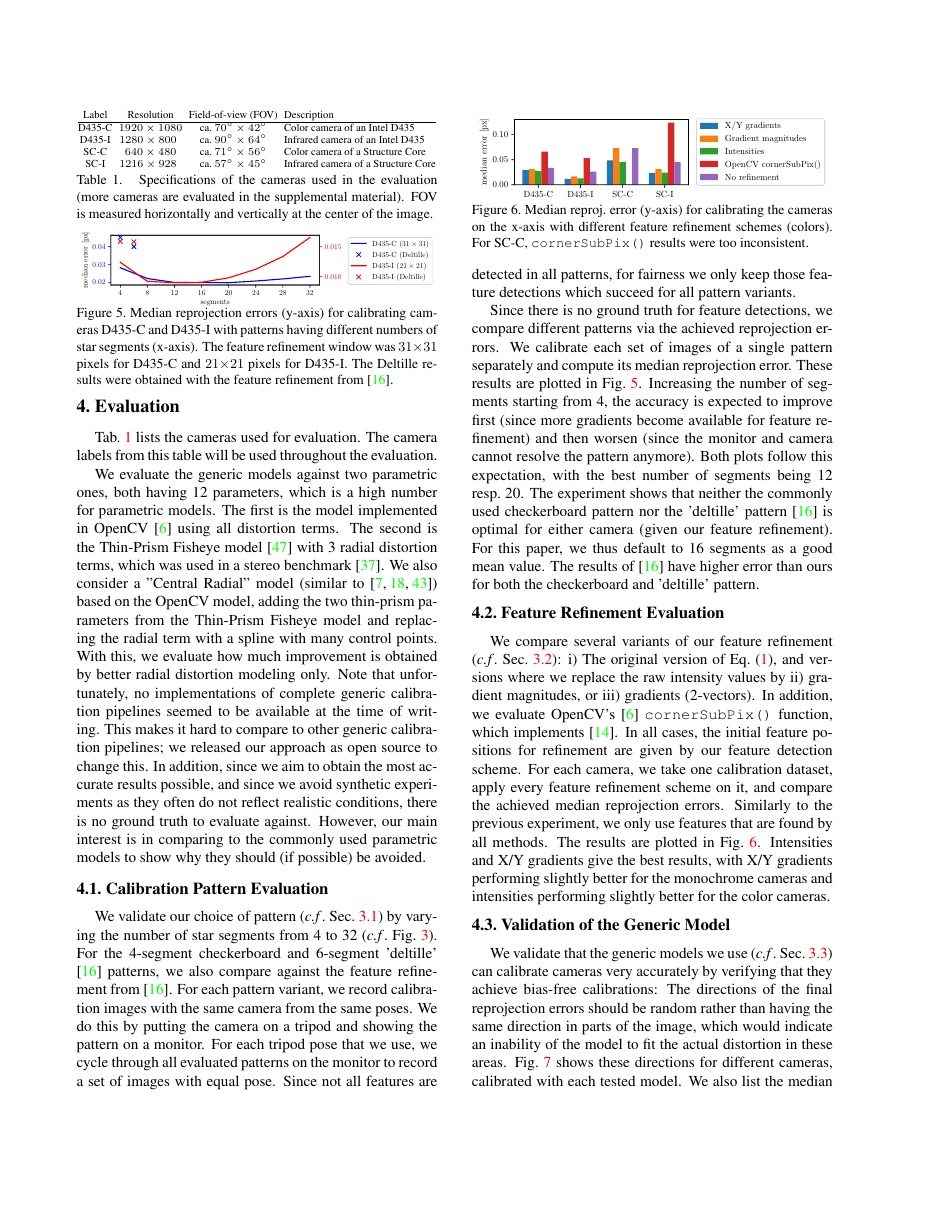 Label Resolution Field-of-view (FOV) Description
D435-C 1920 × 1080 ca. 70° × 42° Color camera of an Intel D435
D435-I 1280 × 800 ca. 90° × 64° Infrared camera of an Intel D435
SC-C 640 × 480 ca. 71° × 56° Color camera of a Structure Core
SC-I 1216 × 928 ca. 57° × 45° Infrared camera of a Structure Core
Table 1. Specifications of the cameras used in the evaluation
(more cameras are evaluated in the supplemental material). FOV
is measured horizontally and vertically at the center of the image.
median error [px]
0.04
0.03
0.02
0.015
0.010
4 8 12 16 20 24 28 32
segments
D435-C (31 × 31)
D435-C (Deltille)
D435-I (21 × 21)
D435-I (Deltille)
Figure 5. Median reprojection errors (y-axis) for calibrating cam-
eras D435-C and D435-I with patterns having different numbers of
star segments (x-axis). The feature refinement window was 31×31
pixels for D435-C and 21×21 pixels for D435-I. The Deltille re-
sults were obtained with the feature refinement from [16].
4. Evaluation
Tab. 1 lists the cameras used for evaluation. The camera
labels from this table will be used throughout the evaluation.
We evaluate the generic models against two parametric
ones, both having 12 parameters, which is a high number
for parametric models. The first is the model implemented
in OpenCV [6] using all distortion terms. The second is
the Thin-Prism Fisheye model [47] with 3 radial distortion
terms, which was used in a stereo benchmark [37]. We also
consider a ”Central Radial” model (similar to [7, 18, 43])
based on the OpenCV model, adding the two thin-prism pa-
rameters from the Thin-Prism Fisheye model and replac-
ing the radial term with a spline with many control points.
With this, we evaluate how much improvement is obtained
by better radial distortion modeling only. Note that unfor-
tunately, no implementations of complete generic calibra-
tion pipelines seemed to be available at the time of writ-
ing. This makes it hard to compare to other generic calibra-
tion pipelines; we released our approach as open source to
change this. In addition, since we aim to obtain the most ac-
curate results possible, and since we avoid synthetic experi-
ments as they often do not reflect realistic conditions, there
is no ground truth to evaluate against. However, our main
interest is in comparing to the commonly used parametric
models to show why they should (if possible) be avoided.
4.1. Calibration Pattern Evaluation
We validate our choice of pattern (c.f. Sec. 3.1) by vary-
ing the number of star segments from 4 to 32 (c.f. Fig. 3).
For the 4-segment checkerboard and 6-segment ’deltille’
[16] patterns, we also compare against the feature refine-
ment from [16]. For each pattern variant, we record calibra-
tion images with the same camera from the same poses. We
do this by putting the camera on a tripod and showing the
pattern on a monitor. For each tripod pose that we use, we
cycle through all evaluated patterns on the monitor to record
a set of images with equal pose. Since not all features are
median error [px]
0.10
0.05
0.00
D435-C D435-I SC-C SC-I
X/Y gradients
Gradient magnitudes
Intensities
OpenCV cornerSubPix()
No refinement
Figure 6. Median reproj. error (y-axis) for calibrating the cameras
on the x-axis with different feature refinement schemes (colors).
For SC-C, cornerSubPix() results were too inconsistent.
detected in all patterns, for fairness we only keep those fea-
ture detections which succeed for all pattern variants.
Since there is no ground truth for feature detections, we
compare different patterns via the achieved reprojection er-
rors. We calibrate each set of images of a single pattern
separately and compute its median reprojection error. These
results are plotted in Fig. 5. Increasing the number of seg-
ments starting from 4, the accuracy is expected to improve
first (since more gradients become available for feature re-
finement) and then worsen (since the monitor and camera
cannot resolve the pattern anymore). Both plots follow this
expectation, with the best number of segments being 12
resp. 20. The experiment shows that neither the commonly
used checkerboard pattern nor the ’deltille’ pattern [16] is
optimal for either camera (given our feature refinement).
For this paper, we thus default to 16 segments as a good
mean value. The results of [16] have higher error than ours
for both the checkerboard and ’deltille’ pattern.
4.2. Feature Refinement Evaluation
We compare several variants of our feature refinement
(c.f. Sec. 3.2): i) The original version of Eq. (1), and ver-
sions where we replace the raw intensity values by ii) gra-
dient magnitudes, or iii) gradients (2-vectors). In addition,
we evaluate OpenCV’s [6] cornerSubPix() function,
which implements [14]. In all cases, the initial feature po-
sitions for refinement are given by our feature detection
scheme. For each camera, we take one calibration dataset,
apply every feature refinement scheme on it, and compare
the achieved median reprojection errors. Similarly to the
previous experiment, we only use features that are found by
all methods. The results are plotted in Fig. 6. Intensities
and X/Y gradients give the best results, with X/Y gradients
performing slightly better for the monochrome cameras and
intensities performing slightly better for the color cameras.
4.3. Validation of the Generic Model
We validate that the generic models we use (c.f. Sec. 3.3)
can calibrate cameras very accurately by verifying that they
achieve bias-free calibrations: The directions of the final
reprojection errors should be random rather than having the
same direction in parts of the image, which would indicate
an inability of the model to fit the actual distortion in these
areas. Fig. 7 shows these directions for different cameras,
calibrated with each tested model. We also list the median